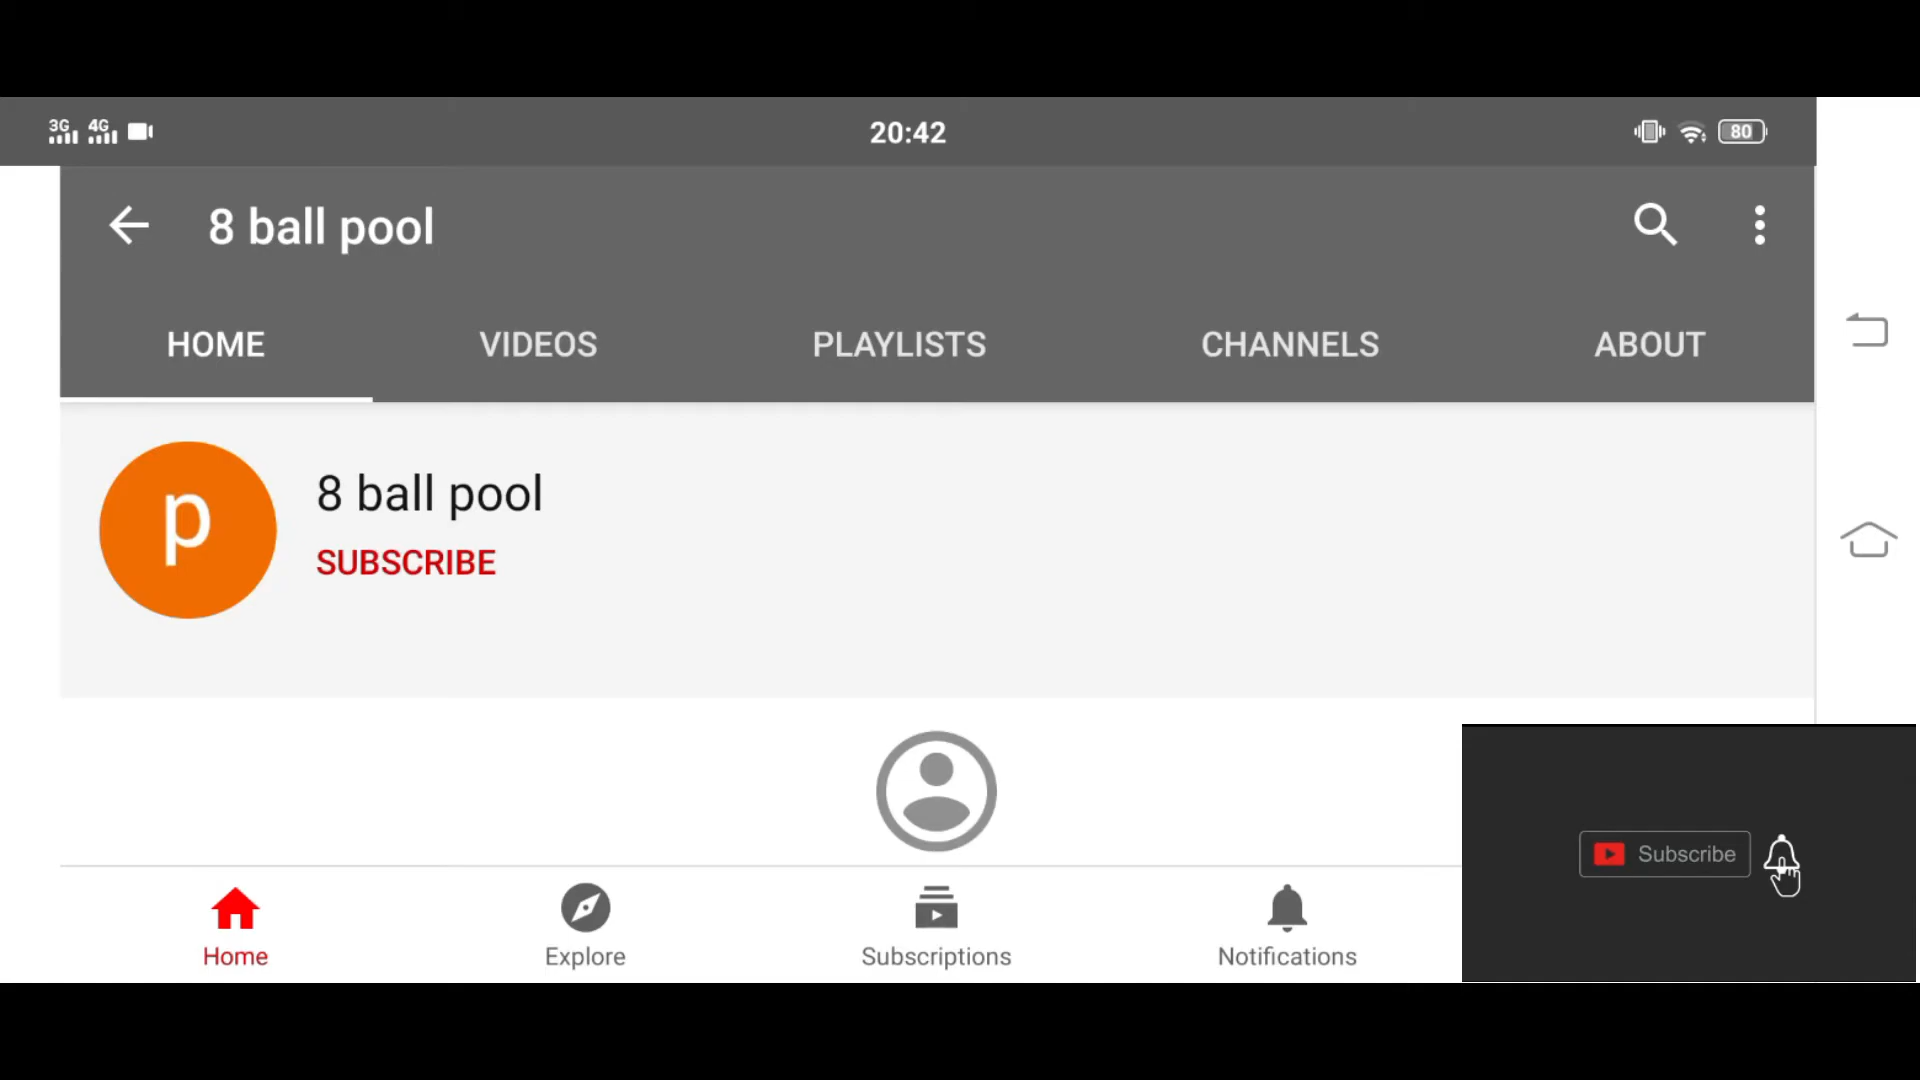 3G 4G 20:42 80
8 ball pool
HOME VIDEOS PLAYLISTS CHANNELS ABOUT
p
8 ball pool
SUBSCRIBE
Subscribe
Home Explore Subscriptions Notifications